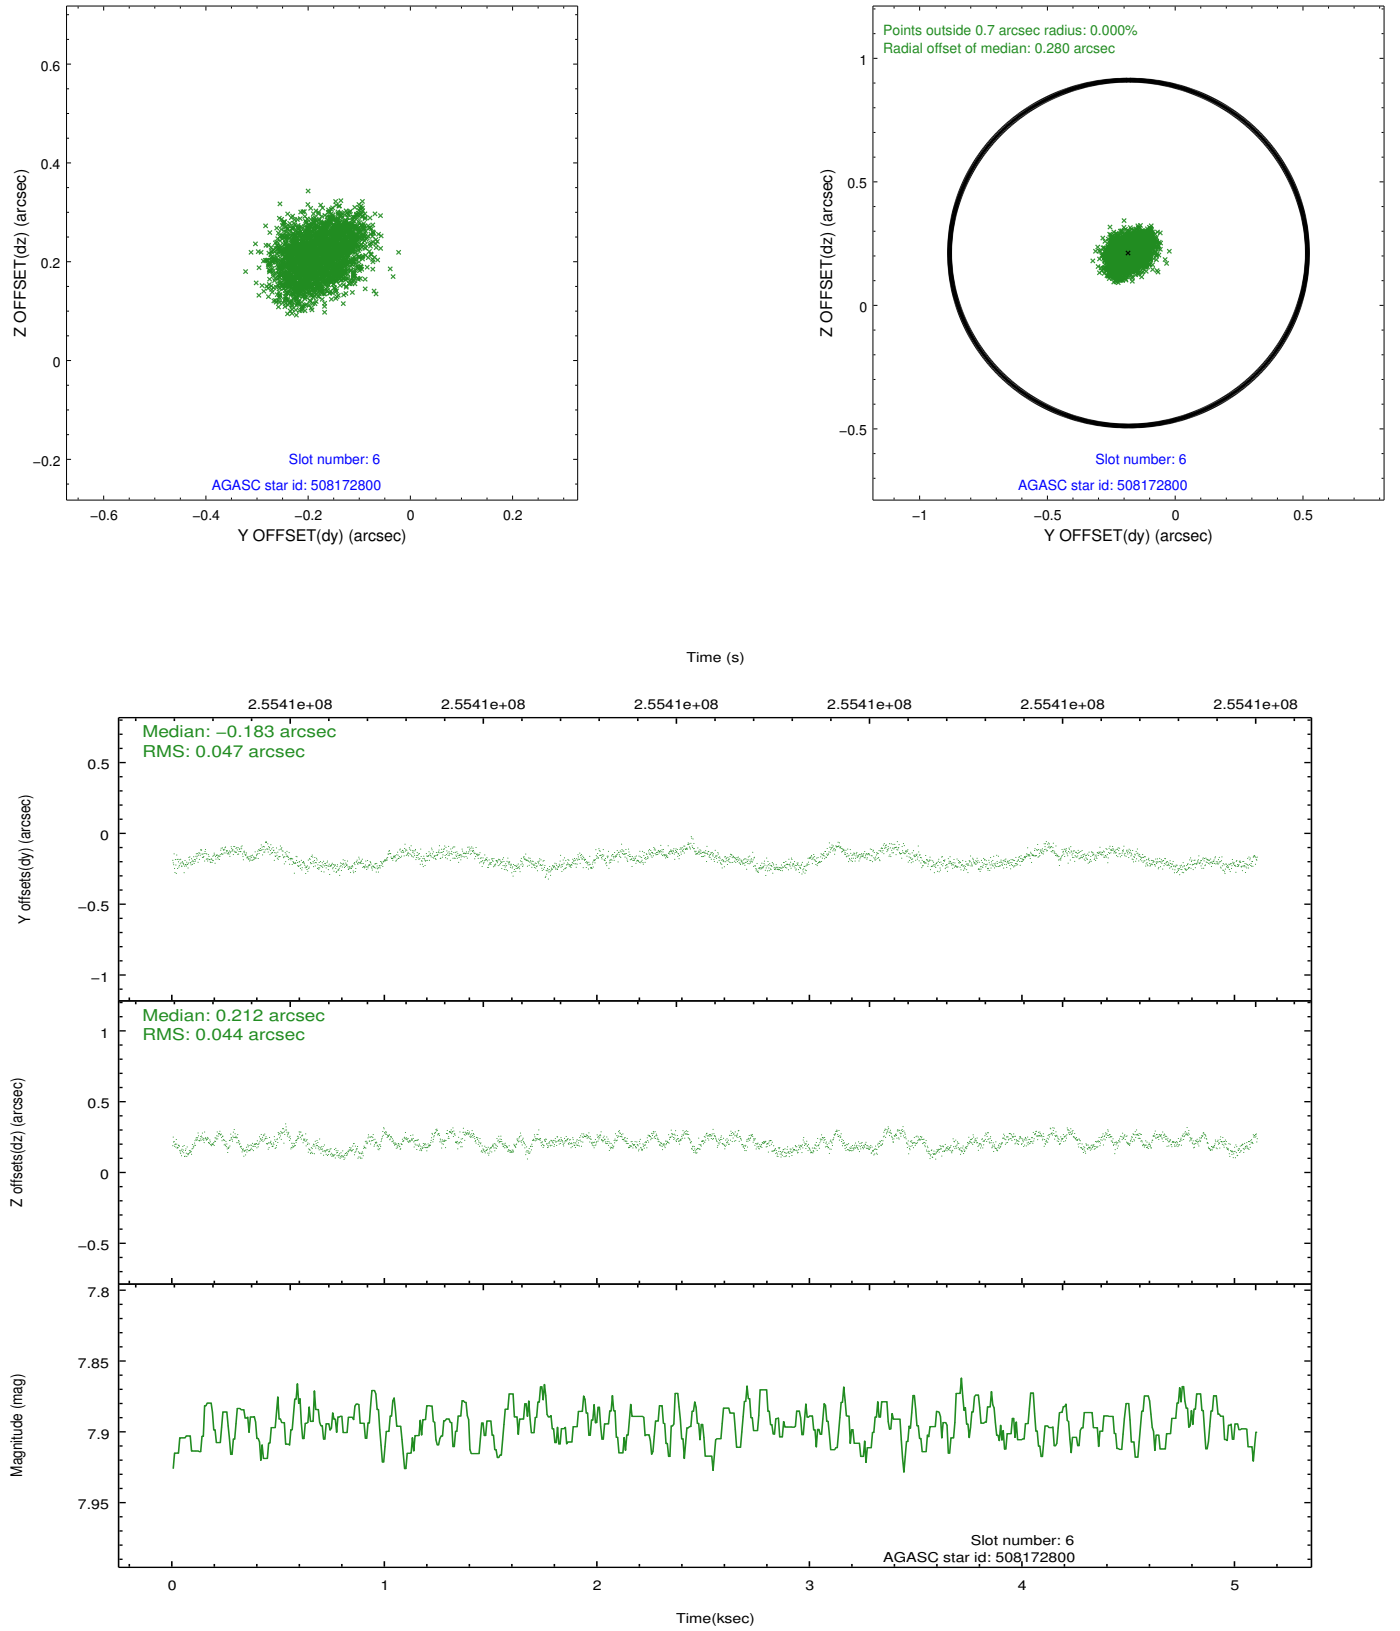 0.6
0.4
0.2
0
−0.2
Z OFFSET(dz) (arcsec)
Slot number: 6
AGASC star id: 508172800
−0.6 −0.4 −0.2 0 0.2
Y OFFSET(dy) (arcsec)
Points outside 0.7 arcsec radius: 0.000%
Radial offset of median: 0.280 arcsec
1
0.5
0
−0.5
Z OFFSET(dz) (arcsec)
Slot number: 6
AGASC star id: 508172800
−1 −0.5 0 0.5
Y OFFSET(dy) (arcsec)
Time (s)
2.5541e+08 2.5541e+08 2.5541e+08 2.5541e+08 2.5541e+08 2.5541e+08
Median: −0.183 arcsec
RMS: 0.047 arcsec
0.5
0
−0.5
−1
Y offsets(dy) (arcsec)
Median: 0.212 arcsec
RMS: 0.044 arcsec
1
0.5
0
−0.5
Z offsets(dz) (arcsec)
7.8
7.85
7.9
7.95
Magnitude (mag)
Slot number: 6
AGASC star id: 508172800
0 1 2 3 4 5
Time(ksec)